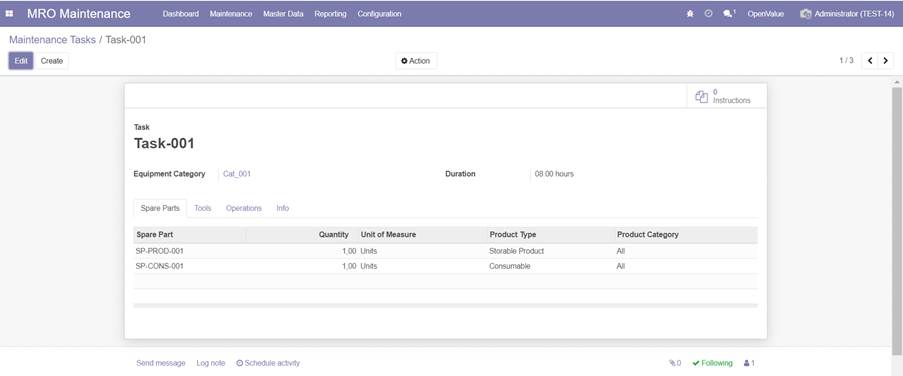 MRO Maintenance Dashboard Maintenance Master Data Reporting Configuration 1 OpenValue Administrator (TEST-14)
Maintenance Tasks / Task-001
Edit Create Action 1 / 3
0
Instructions
Task
Task-001
Equipment Category Cat_001 Duration 08:00 hours
Spare Parts Tools Operations Info
Spare Part Quantity Unit of Measure Product Type Product Category
SP-PROD-001 1,00 Units Storable Product All
SP-CONS-001 1,00 Units Consumable All
Send message Log note Schedule activity 0 Following 1